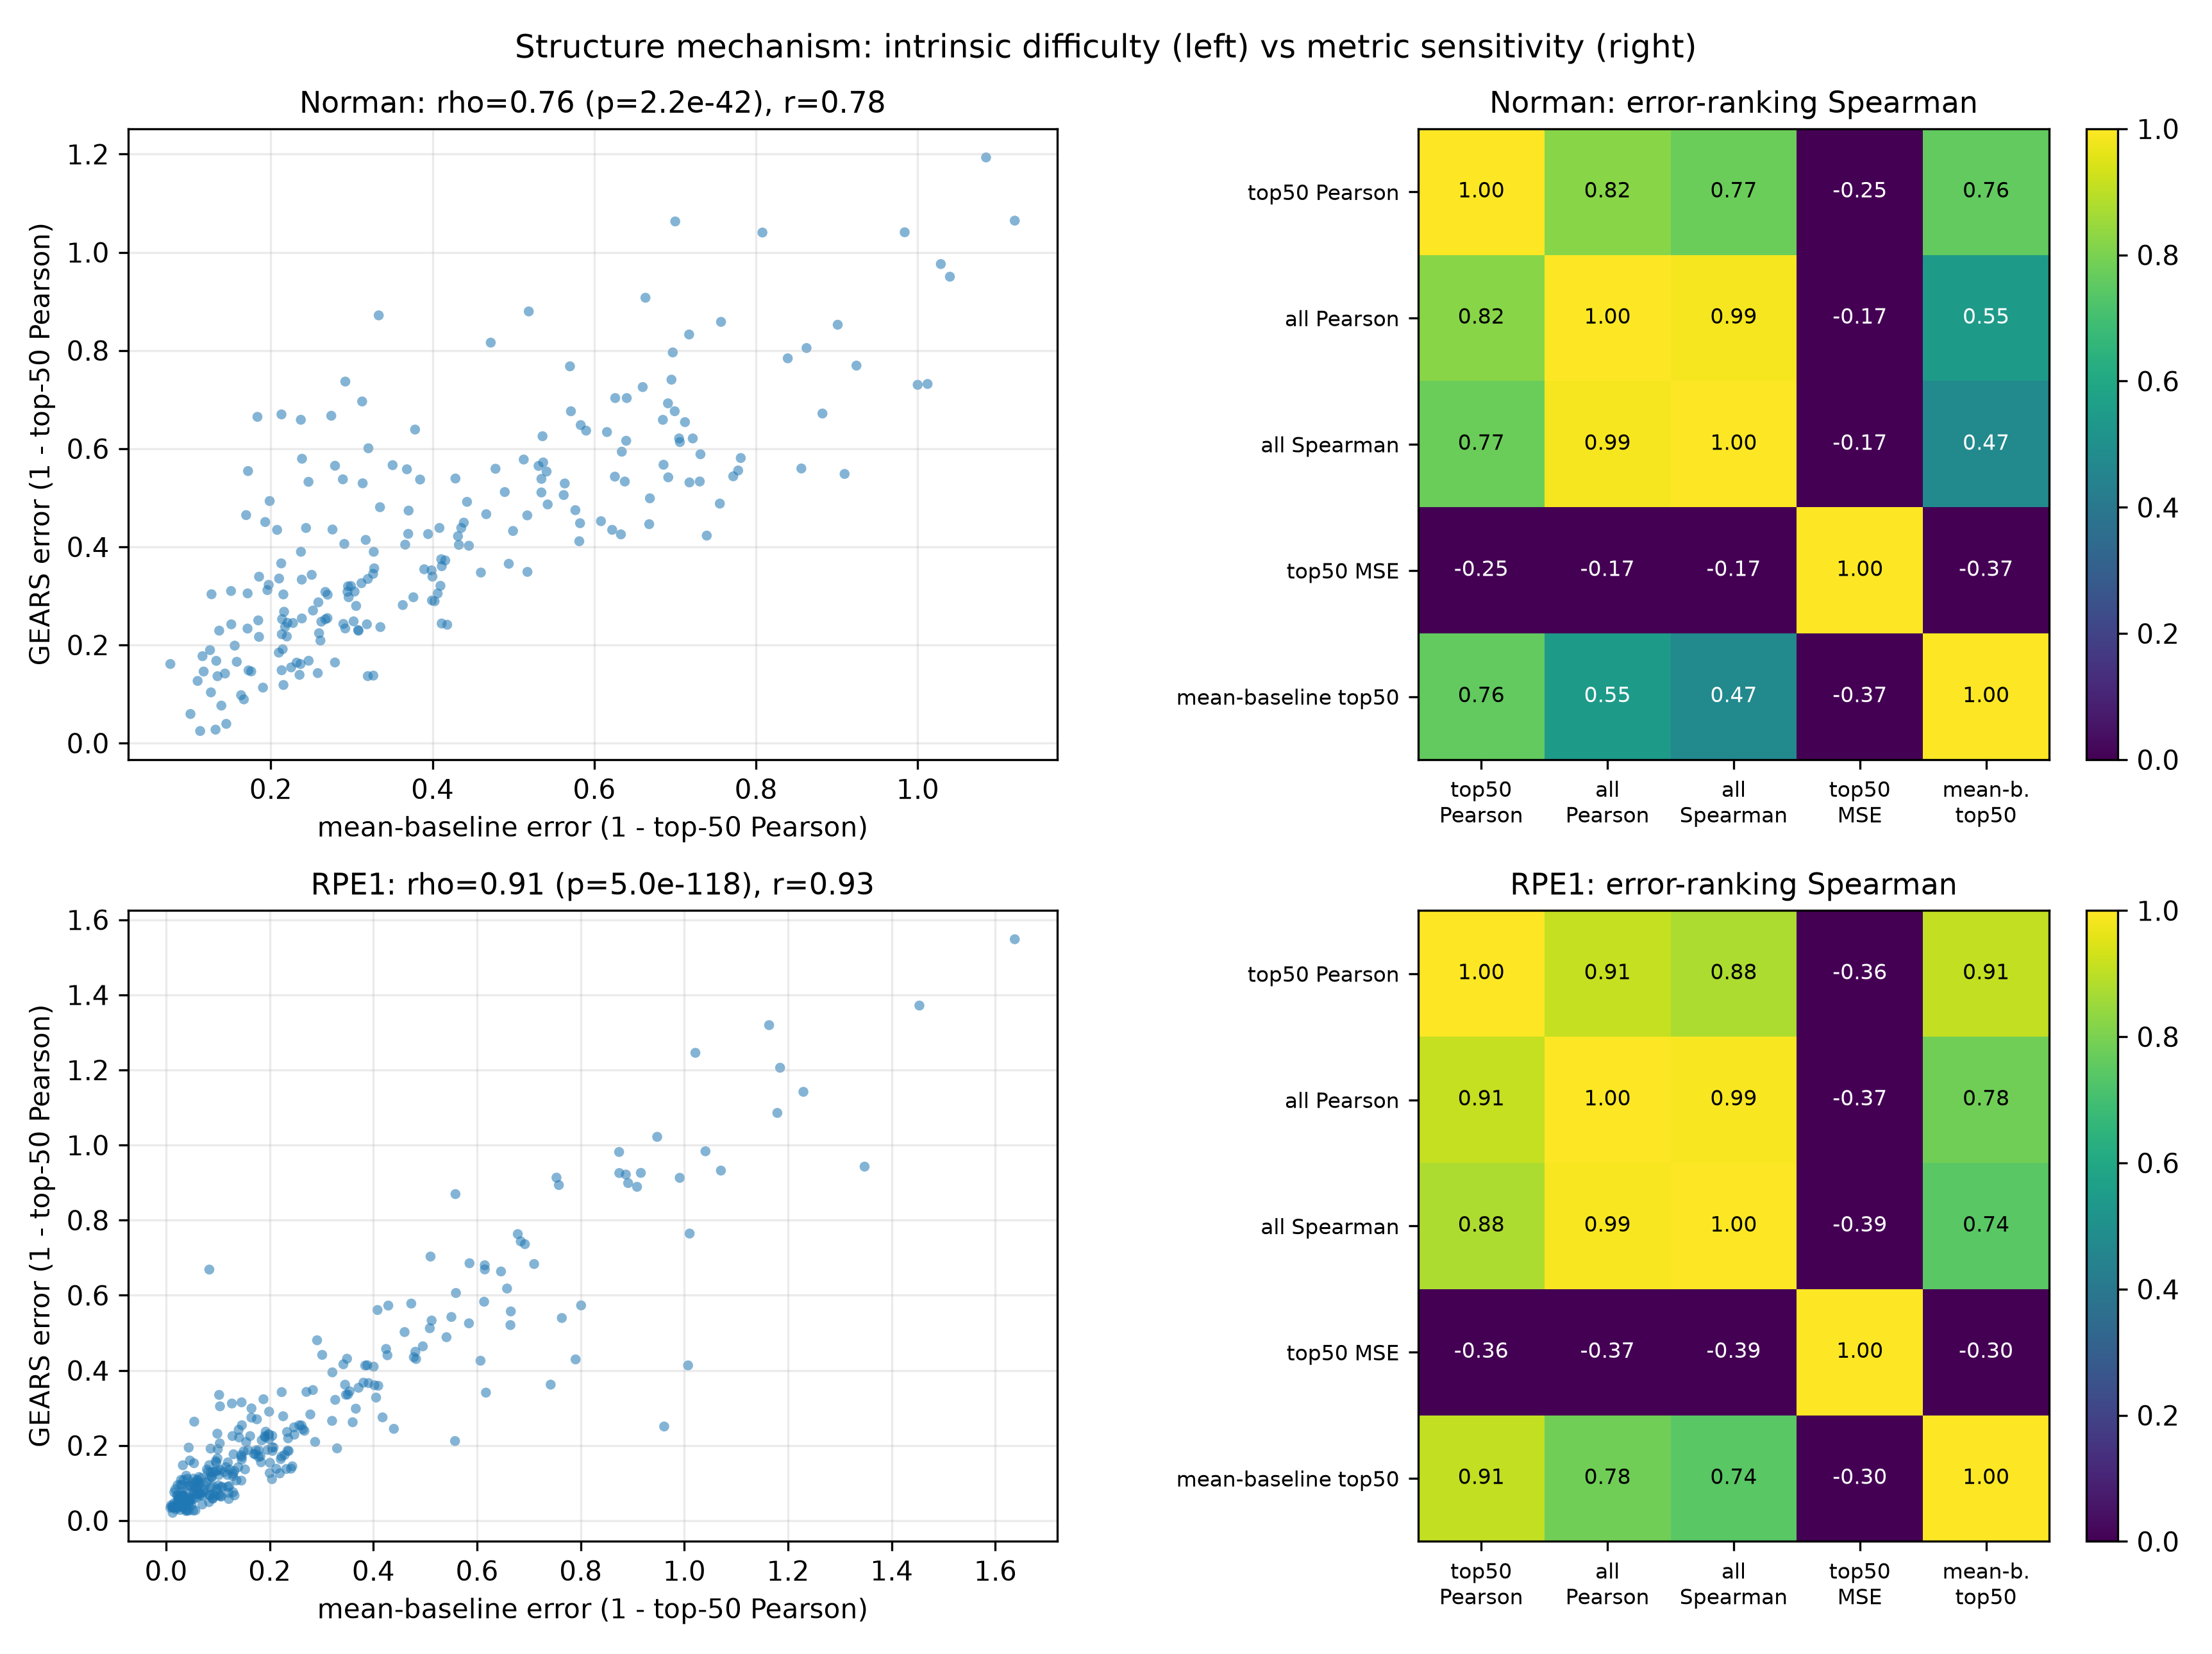 Structure mechanism: intrinsic difficulty (left) vs metric sensitivity (right)
Norman: rho=0.76 (p=2.2e-42), r=0.78
GEARS error (1 - top-50 Pearson)
1.2
1.0
0.8
0.6
0.4
0.2
0.0
0.2 0.4 0.6 0.8 1.0
mean-baseline error (1 - top-50 Pearson)
Norman: error-ranking Spearman
top50 Pearson 1.00 0.82 0.77 -0.25 0.76
all Pearson 0.82 1.00 0.99 -0.17 0.55
all Spearman 0.77 0.99 1.00 -0.17 0.47
top50 MSE -0.25 -0.17 -0.17 1.00 -0.37
mean-baseline top50 0.76 0.55 0.47 -0.37 1.00
top50 all all top50 mean-b.
Pearson Pearson Spearman MSE top50
1.0
0.8
0.6
0.4
0.2
0.0
RPE1: rho=0.91 (p=5.0e-118), r=0.93
GEARS error (1 - top-50 Pearson)
1.6
1.4
1.2
1.0
0.8
0.6
0.4
0.2
0.0
0.0 0.2 0.4 0.6 0.8 1.0 1.2 1.4 1.6
mean-baseline error (1 - top-50 Pearson)
RPE1: error-ranking Spearman
top50 Pearson 1.00 0.91 0.88 -0.36 0.91
all Pearson 0.91 1.00 0.99 -0.37 0.78
all Spearman 0.88 0.99 1.00 -0.39 0.74
top50 MSE -0.36 -0.37 -0.39 1.00 -0.30
mean-baseline top50 0.91 0.78 0.74 -0.30 1.00
top50 all all top50 mean-b.
Pearson Pearson Spearman MSE top50
1.0
0.8
0.6
0.4
0.2
0.0